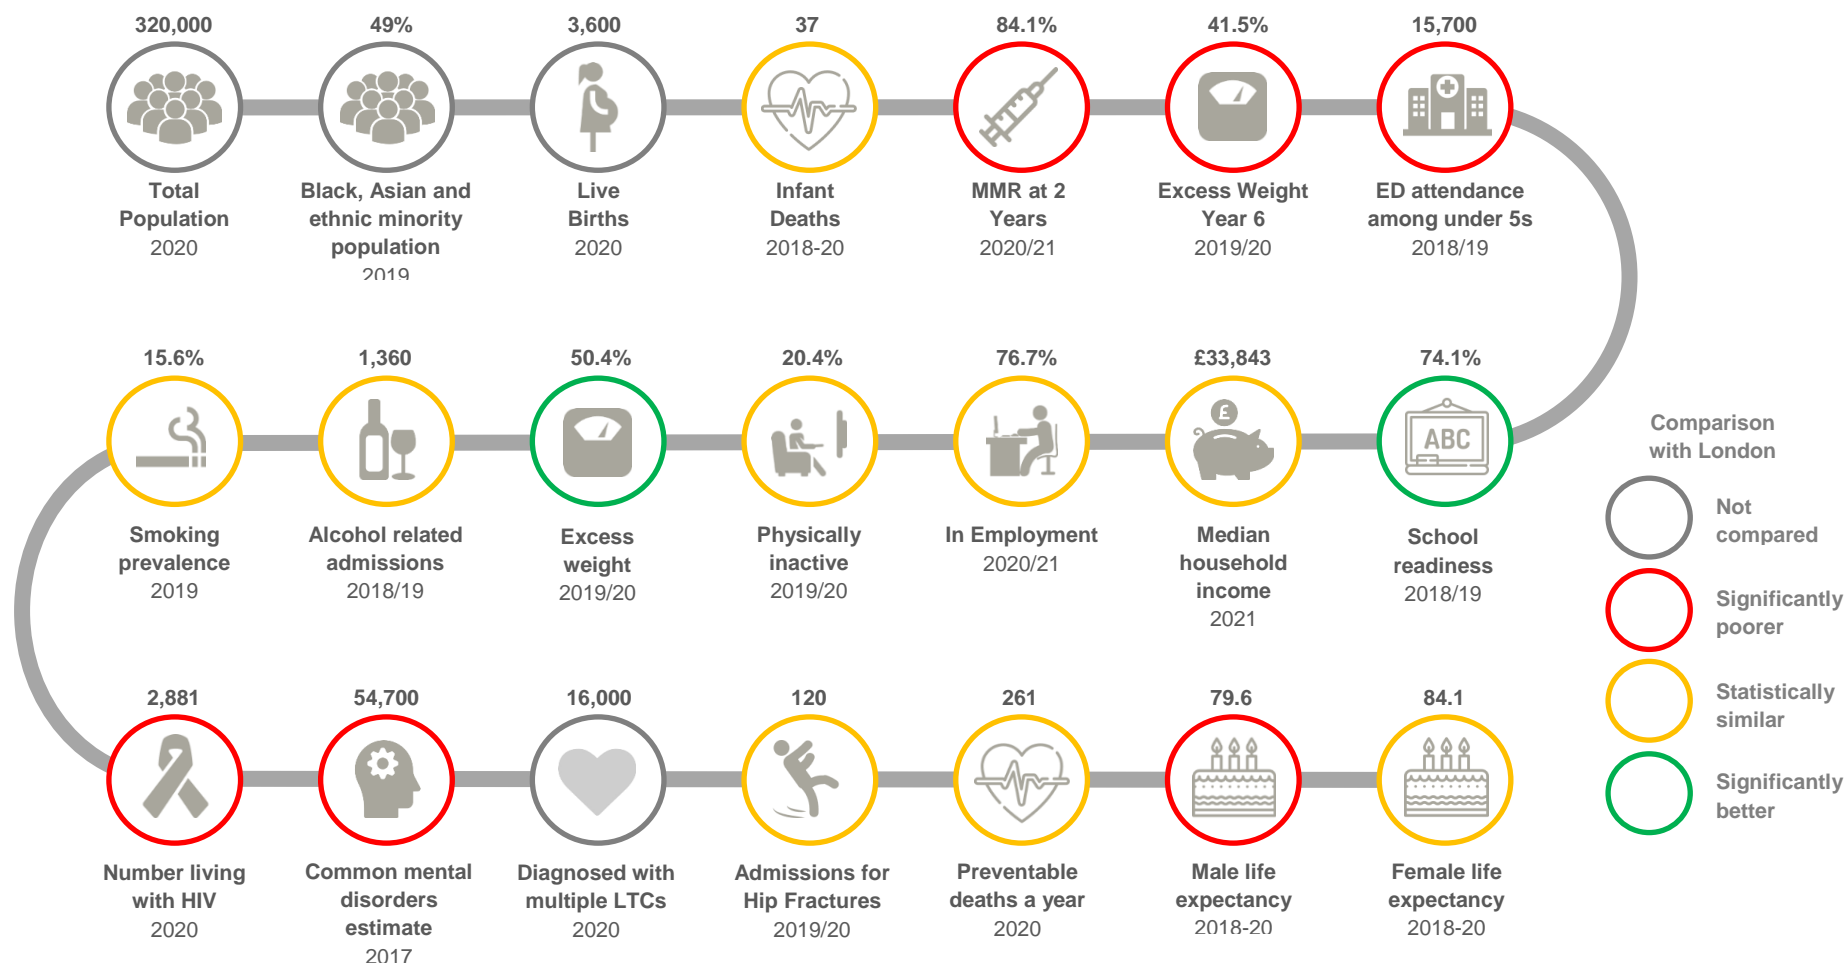 320,000
49%
3,600
37
84.1%
41.5%
15,700
Total
Population
2020
Black, Asian and
ethnic minority
population
2019
Live
Births
2020
Infant
Deaths
2018-20
MMR at 2
Years
2020/21
Excess Weight
Year 6
2019/20
ED attendance
among under 5s
2018/19
15.6%
1,360
50.4%
20.4%
76.7%
£33,843
74.1%
£
ABC
Smoking
prevalence
2019
Alcohol related
admissions
2018/19
Excess
weight
2019/20
Physically
inactive
2019/20
In Employment
2020/21
Median
household
income
2021
School
readiness
2018/19
Comparison
with London
Not
compared
Significantly
poorer
Statistically
similar
Significantly
better
2,881
54,700
16,000
120
261
79.6
84.1
Number living
with HIV
2020
Common mental
disorders
estimate
2017
Diagnosed with
multiple LTCs
2020
Admissions for
Hip Fractures
2019/20
Preventable
deaths a year
2020
Male life
expectancy
2018-20
Female life
expectancy
2018-20